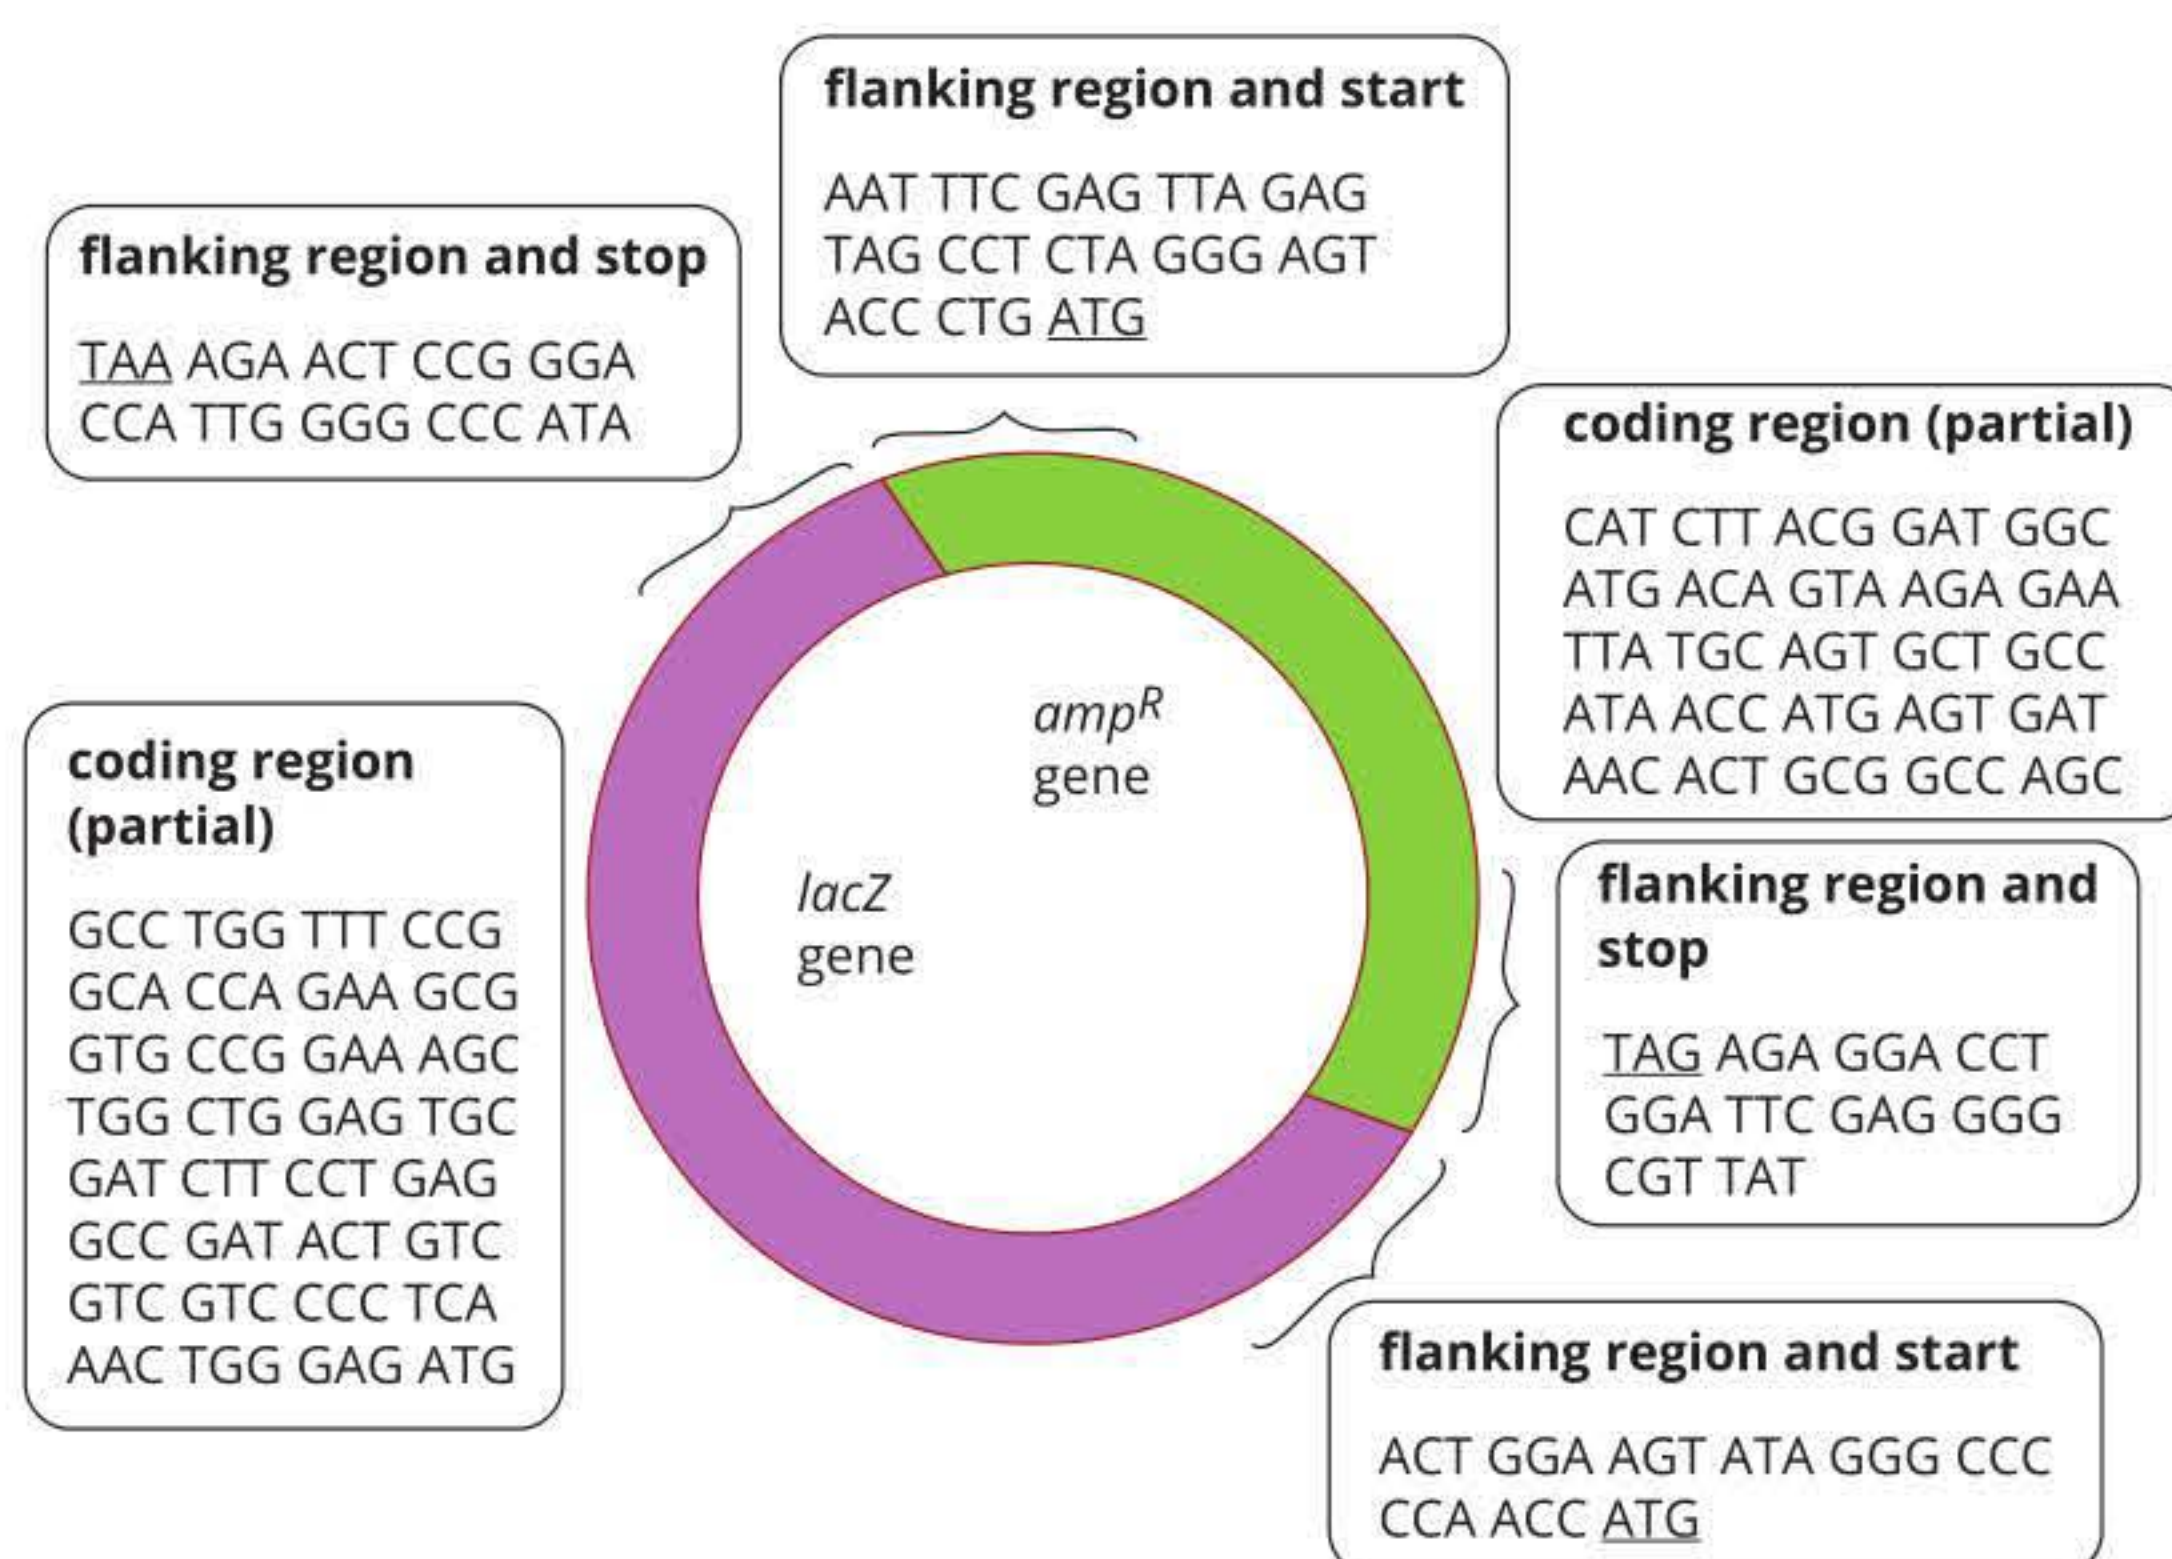 flanking region and start
AAT TTC GAG TTA GAG
TAG CCT CTA GGG AGT
ACC CTG ATG
flanking region and stop
TAA AGA ACT CCG GGA
CCA TTG GGG CCC ATA
coding region (partial)
CAT CTT ACG GAT GGC
ATG ACA GTA AGA GAA
TTA TGC AGT GCT GCC
ATA ACC ATG AGT GAT
AAC ACT GCG GCC AGC
ampR
gene
lacZ
gene
coding region
(partial)
GCC TGG TTT CCG
GCA CCA GAA GCG
GTG CCG GAA AGC
TGG CTG GAG TGC
GAT CTT CCT GAG
GCC GAT ACT GTC
GTC GTC CCC TCA
AAC TGG GAG ATG
flanking region and
stop
TAG AGA GGA CCT
GGA TTC GAG GGG
CGT TAT
flanking region and start
ACT GGA AGT ATA GGG CCC
CCA ACC ATG